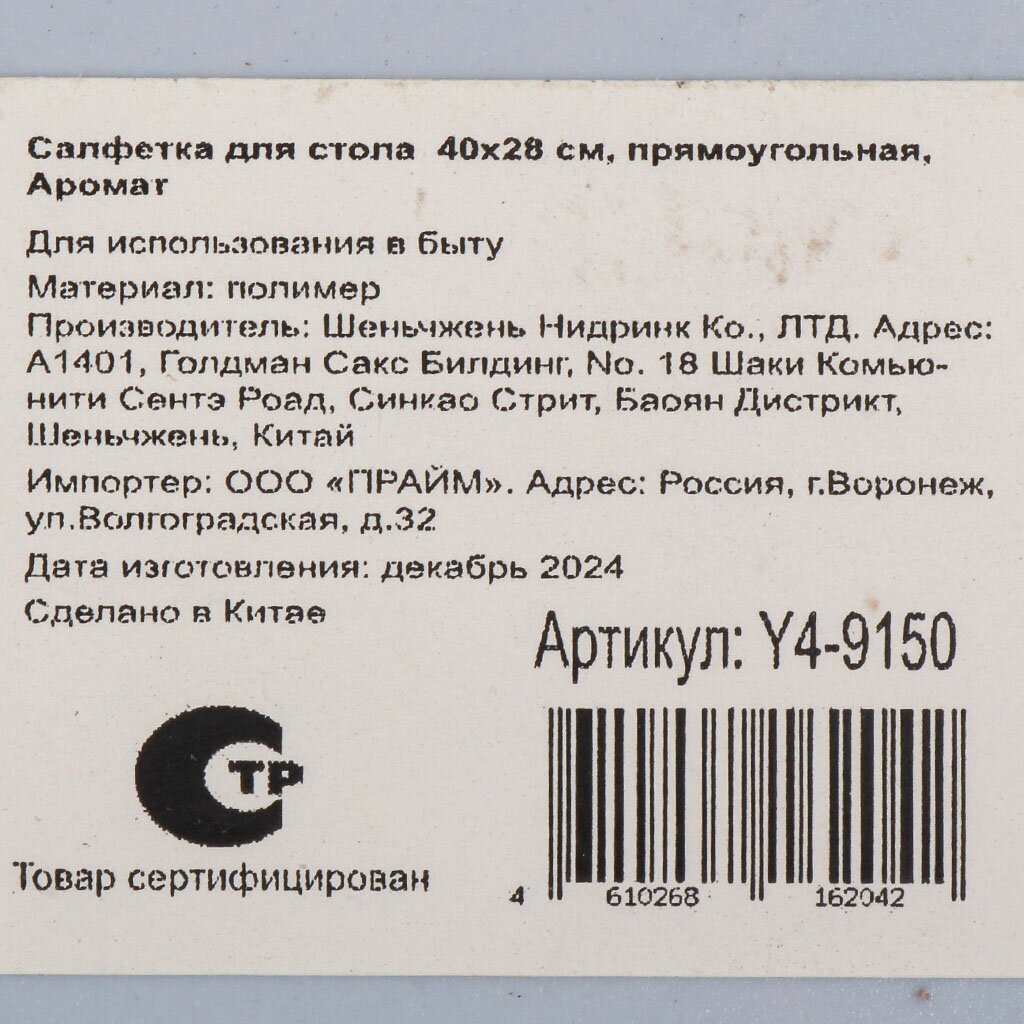 Салфетка для стола 40х28 см, прямоугольная,
Аромат
Для использования в быту
Материал: полимер
Производитель: Шеньчжень Нидринк Ко., ЛТД. Адрес:
А1401, Голдман Сакс Билдинг, No. 18 Шаки Комью-
нити Сентэ Роад, Синкао Стрит, Баоян Дистрикт,
Шеньчжень, Китай
Импортер: ООО «ПРАЙМ». Адрес: Россия, г.Воронеж,
ул.Волгоградская, д.32
Дата изготовления: декабрь 2024
Сделано в Китае
Артикул: Y4-9150
ТР
Товар сертифицирован
4 610268 162042